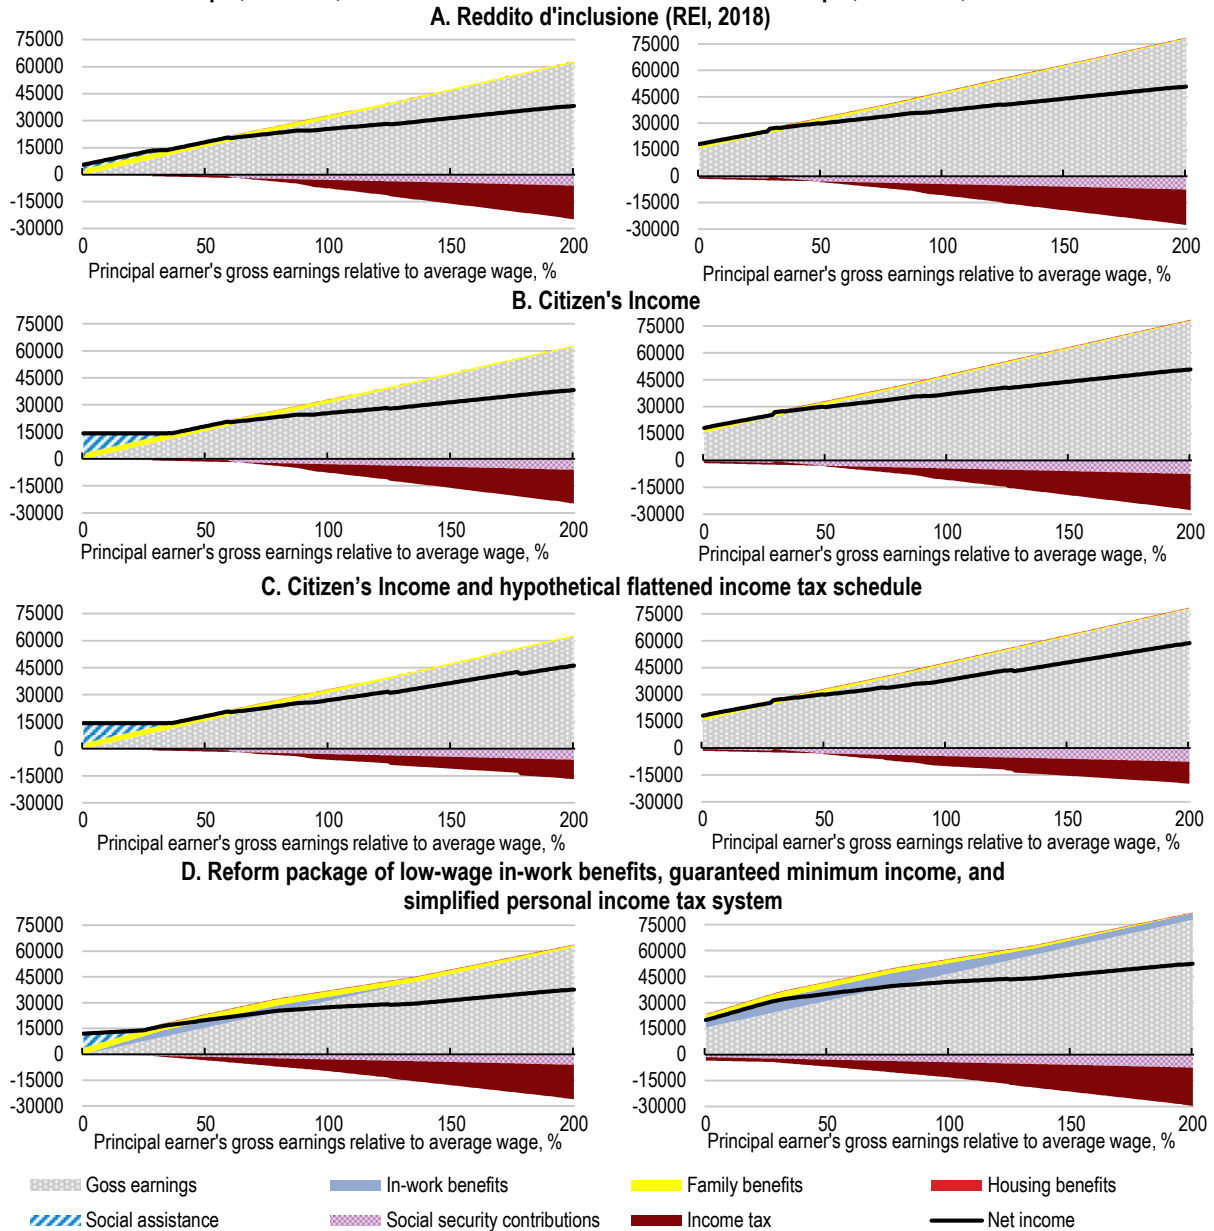 A. Reddito d'inclusione (REI, 2018)
75000 75000
60000 60000
45000 45000
30000 30000
15000 15000
0 0
-15000 -15000
-30000 -30000
0 50 100 150 200 0 50 100 150 200
Principal earner's gross earnings relative to average wage, % Principal earner's gross earnings relative to average wage, %
B. Citizen's Income
75000 75000
60000 60000
45000 45000
30000 30000
15000 15000
0 0
-15000 -15000
-30000 -30000
0 50 100 150 200 0 50 100 150 200
Principal earner's gross earnings relative to average wage, % Principal earner's gross earnings relative to average wage, %
C. Citizen’s Income and hypothetical flattened income tax schedule
75000 75000
60000 60000
45000 45000
30000 30000
15000 15000
0 0
-15000 -15000
-30000 -30000
0 50 100 150 200 0 50 100 150 200
Principal earner's gross earnings relative to average wage, % Principal earner's gross earnings relative to average wage, %
D. Reform package of low-wage in-work benefits, guaranteed minimum income, and
simplified personal income tax system
75000 75000
60000 60000
45000 45000
30000 30000
15000 15000
0 0
-15000 -15000
-30000 -30000
0 50 100 150 200 0 50 100 150 200
Principal earner's gross earnings relative to average wage, % Principal earner's gross earnings relative to average wage, %
Goss earnings In-work benefits Family benefits Housing benefits
Social assistance Social security contributions Income tax Net income